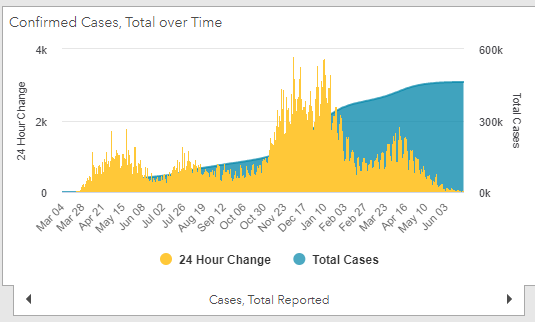 Confirmed Cases, Total over Time
4k
2k
0
24 Hour Change
600k
300k
0k
Total Cases
Mar 04
Mar 28
Apr 21
May 15
Jun 08
Jul 02
Jul 26
Aug 19
Sep 12
Oct 06
Oct 30
Nov 23
Dec 17
Jan 10
Feb 03
Feb 27
Mar 23
Apr 16
May 10
Jun 03
24 Hour Change
Total Cases
Cases, Total Reported